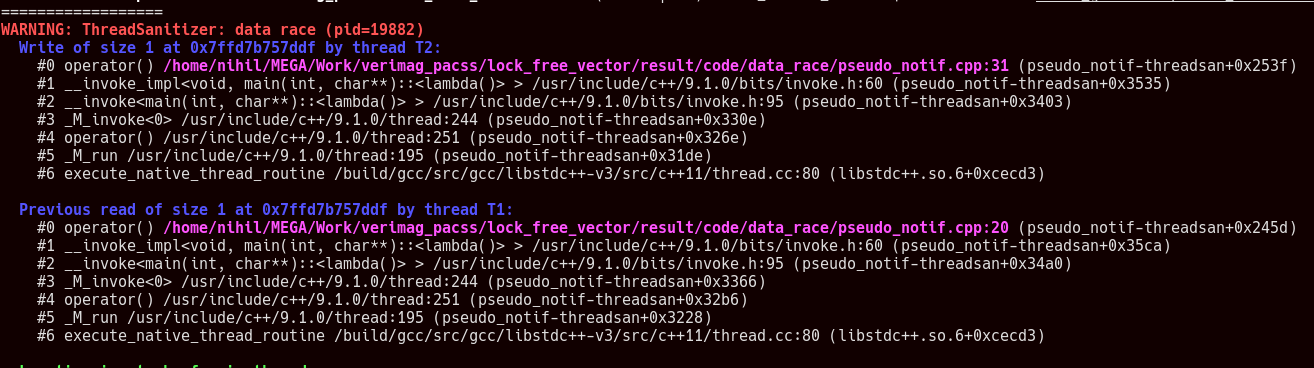 ==================
WARNING: ThreadSanitizer: data race (pid=19882)
  Write of size 1 at 0x7ffd7b757ddf by thread T2:
    #0 operator() /home/nihil/MEGA/Work/verimag_pacss/lock_free_vector/result/code/data_race/pseudo_notif.cpp:31 (pseudo_notif-threadsan+0x253f)
    #1 __invoke_impl<void, main(int, char**)::<lambda()> > /usr/include/c++/9.1.0/bits/invoke.h:60 (pseudo_notif-threadsan+0x3535)
    #2 __invoke<main(int, char**)::<lambda()> > /usr/include/c++/9.1.0/bits/invoke.h:95 (pseudo_notif-threadsan+0x3403)
    #3 _M_invoke<0> /usr/include/c++/9.1.0/thread:244 (pseudo_notif-threadsan+0x330e)
    #4 operator() /usr/include/c++/9.1.0/thread:251 (pseudo_notif-threadsan+0x326e)
    #5 _M_run /usr/include/c++/9.1.0/thread:195 (pseudo_notif-threadsan+0x31de)
    #6 execute_native_thread_routine /build/gcc/src/gcc/libstdc++-v3/src/c++11/thread.cc:80 (libstdc++.so.6+0xcecd3)
  Previous read of size 1 at 0x7ffd7b757ddf by thread T1:
    #0 operator() /home/nihil/MEGA/Work/verimag_pacss/lock_free_vector/result/code/data_race/pseudo_notif.cpp:20 (pseudo_notif-threadsan+0x245d)
    #1 __invoke_impl<void, main(int, char**)::<lambda()> > /usr/include/c++/9.1.0/bits/invoke.h:60 (pseudo_notif-threadsan+0x35ca)
    #2 __invoke<main(int, char**)::<lambda()> > /usr/include/c++/9.1.0/bits/invoke.h:95 (pseudo_notif-threadsan+0x34a0)
    #3 _M_invoke<0> /usr/include/c++/9.1.0/thread:244 (pseudo_notif-threadsan+0x3366)
    #4 operator() /usr/include/c++/9.1.0/thread:251 (pseudo_notif-threadsan+0x32b6)
    #5 _M_run /usr/include/c++/9.1.0/thread:195 (pseudo_notif-threadsan+0x3228)
    #6 execute_native_thread_routine /build/gcc/src/gcc/libstdc++-v3/src/c++11/thread.cc:80 (libstdc++.so.6+0xcecd3)